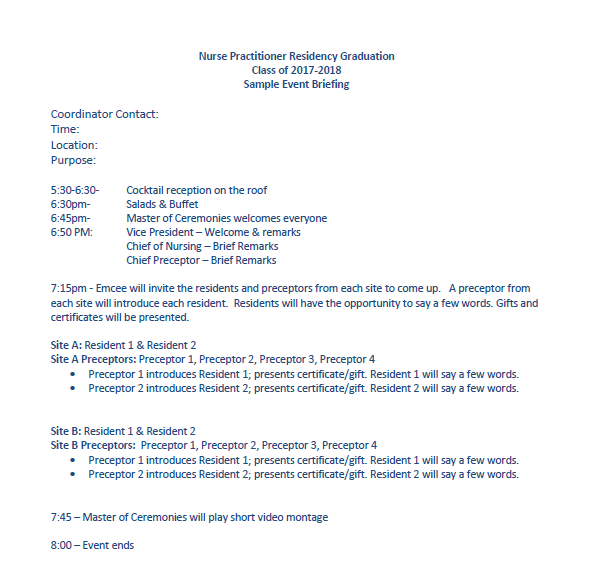 Nurse Practitioner Residency Graduation
Class of 2017-2018
Sample Event Briefing
Coordinator Contact:
Time:
Location:
Purpose:
5:30-6:30- Cocktail reception on the roof
6:30pm- Salads & Buffet
6:45pm- Master of Ceremonies welcomes everyone
6:50 PM: Vice President – Welcome & remarks
Chief of Nursing – Brief Remarks
Chief Preceptor – Brief Remarks
7:15pm - Emcee will invite the residents and preceptors from each site to come up. A preceptor from
each site will introduce each resident. Residents will have the opportunity to say a few words. Gifts and
certificates will be presented.
Site A: Resident 1 & Resident 2
Site A Preceptors: Preceptor 1, Preceptor 2, Preceptor 3, Preceptor 4
• Preceptor 1 introduces Resident 1; presents certificate/gift. Resident 1 will say a few words.
• Preceptor 2 introduces Resident 2; presents certificate/gift. Resident 2 will say a few words.
Site B: Resident 1 & Resident 2
Site B Preceptors: Preceptor 1, Preceptor 2, Preceptor 3, Preceptor 4
• Preceptor 1 introduces Resident 1; presents certificate/gift. Resident 1 will say a few words.
• Preceptor 2 introduces Resident 2; presents certificate/gift. Resident 2 will say a few words.
7:45 – Master of Ceremonies will play short video montage
8:00 – Event ends